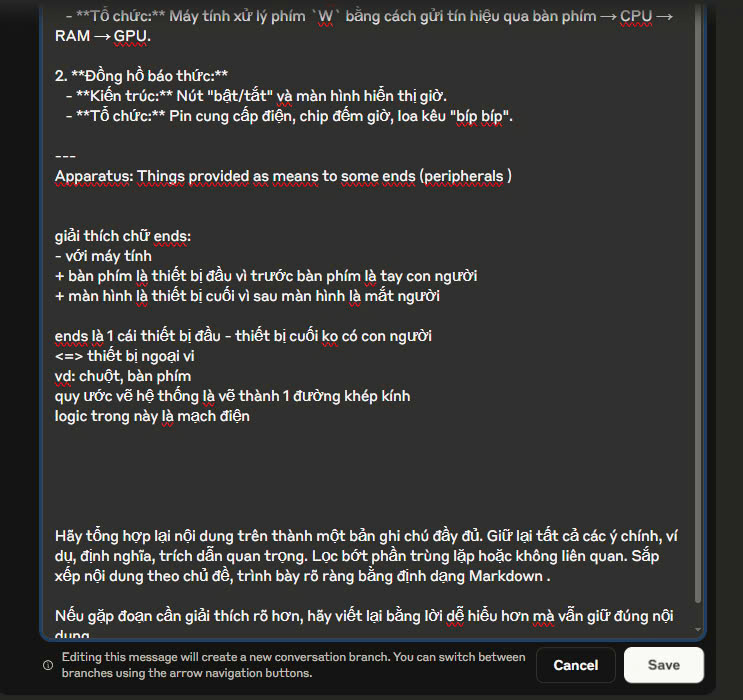 - **Tổ chức:** Máy tính xử lý phím `W` bằng cách gửi tín hiệu qua bàn phím → CPU →
RAM → GPU.
2. **Đồng hồ báo thức:**
- **Kiến trúc:** Nút "bật/tắt" và màn hình hiển thị giờ.
- **Tổ chức:** Pin cung cấp điện, chip đếm giờ, loa kêu "bíp bíp".
---
Apparatus: Things provided as means to some ends (peripherals )
giải thích chữ ends:
- với máy tính
+ bàn phím là thiết bị đầu vì trước bàn phím là tay con người
+ màn hình là thiết bị cuối vì sau màn hình là mắt người
ends là 1 cái thiết bị đầu - thiết bị cuối ko có con người
<=> thiết bị ngoại vi
vd: chuột, bàn phím
quy ước vẽ hệ thống là vẽ thành 1 đường khép kính
logic trong này là mạch điện
Hãy tổng hợp lại nội dung trên thành một bản ghi chú đầy đủ. Giữ lại tất cả các ý chính, ví
dụ, định nghĩa, trích dẫn quan trọng. Lọc bớt phần trùng lặp hoặc không liên quan. Sắp
xếp nội dung theo chủ đề, trình bày rõ ràng bằng định dạng Markdown .
Nếu gặp đoạn cần giải thích rõ hơn, hãy viết lại bằng lời dễ hiểu hơn mà vẫn giữ đúng nội
dung
Editing this message will create a new conversation branch. You can switch between
branches using the arrow navigation buttons.
Cancel
Save